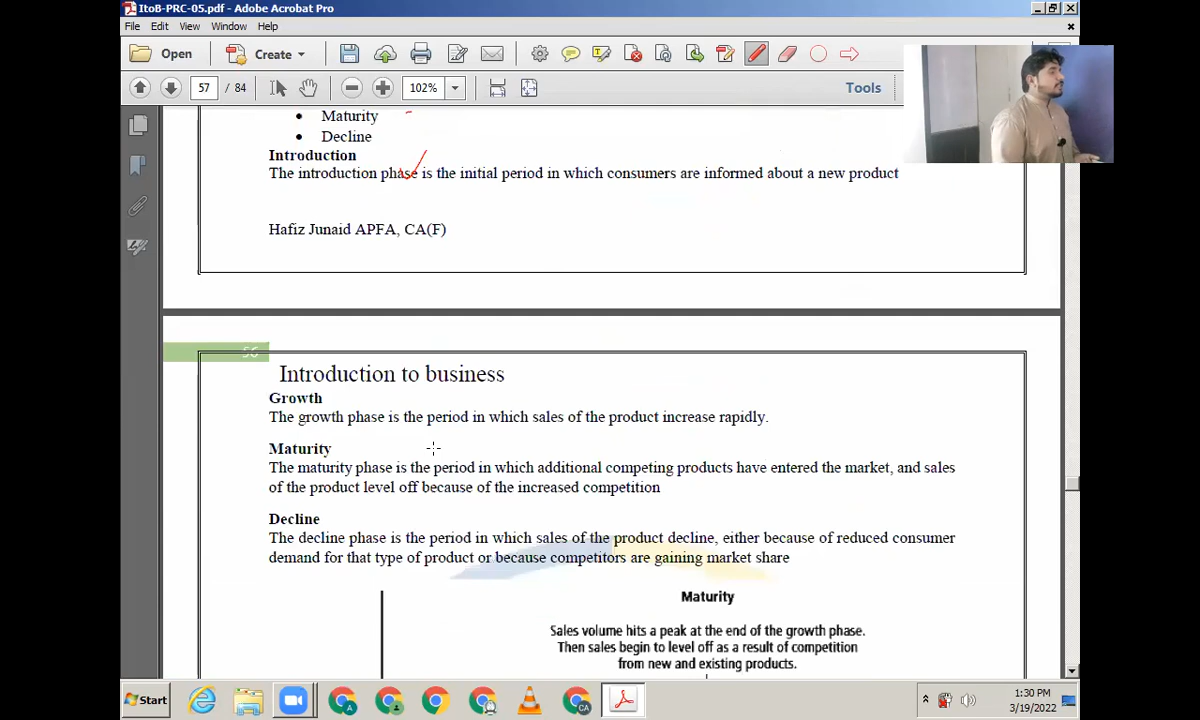 ItoB-PRC-05.pdf - Adobe Acrobat Pro
File Edit View Window Help
Open Create
57 / 84 102% Tools
• Maturity
• Decline
Introduction
The introduction phase is the initial period in which consumers are informed about a new product
Hafiz Junaid APFA, CA(F)
56
Introduction to business
Growth
The growth phase is the period in which sales of the product increase rapidly.
Maturity
The maturity phase is the period in which additional competing products have entered the market, and sales
of the product level off because of the increased competition
Decline
The decline phase is the period in which sales of the product decline, either because of reduced consumer
demand for that type of product or because competitors are gaining market share
Maturity
Sales volume hits a peak at the end of the growth phase.
Then sales begin to level off as a result of competition
from new and existing products.
Start
1:30 PM
3/19/2022